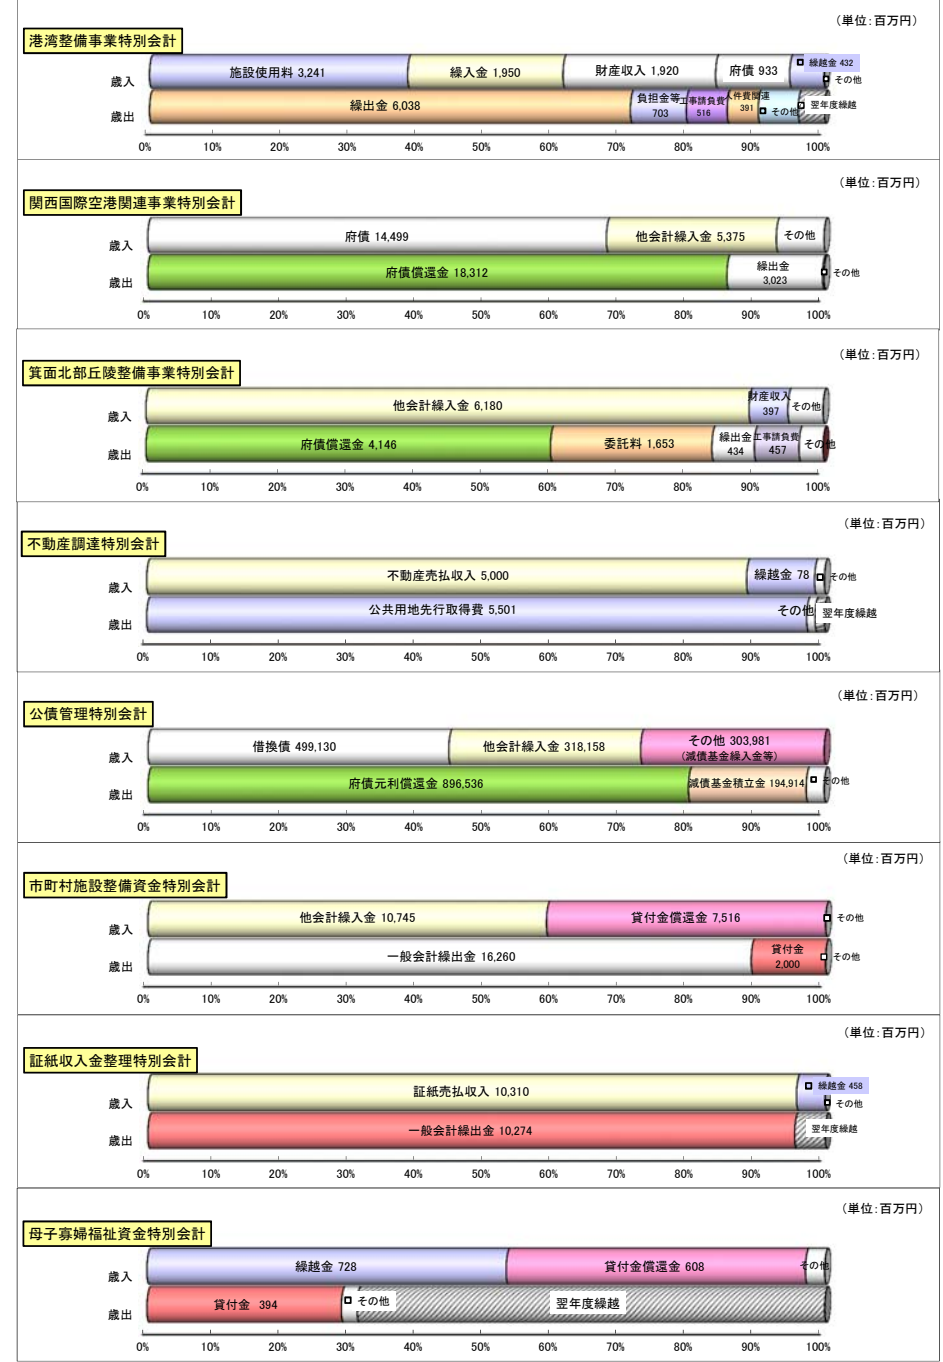 （単位：百万円）
港湾整備事業特別会計
歳入
施設使用料 3,241
繰入金 1,950
財産収入 1,920
府債 933
繰越金 432
その他
歳出
繰出金 6,038
負担金等
703
工事請負費
516
人件費関連
391
その他
翌年度繰越
0% 10% 20% 30% 40% 50% 60% 70% 80% 90% 100%
（単位：百万円）
関西国際空港関連事業特別会計
歳入
府債 14,499
他会計繰入金 5,375
その他
歳出
府債償還金 18,312
繰出金
3,023
その他
0% 10% 20% 30% 40% 50% 60% 70% 80% 90% 100%
（単位：百万円）
箕面北部丘陵整備事業特別会計
歳入
他会計繰入金 6,180
財産収入
397
その他
歳出
府債償還金 4,146
委託料 1,653
繰出金
434
工事請負費
457
その他
0% 10% 20% 30% 40% 50% 60% 70% 80% 90% 100%
（単位：百万円）
不動産調達特別会計
歳入
不動産売払収入 5,000
繰越金 78
その他
歳出
公共用地先行取得費 5,501
その他
翌年度繰越
0% 10% 20% 30% 40% 50% 60% 70% 80% 90% 100%
（単位：百万円）
公債管理特別会計
歳入
借換債 499,130
他会計繰入金 318,158
その他 303,981
（減債基金繰入金等）
歳出
府債元利償還金 896,536
減債基金積立金 194,914
その他
0% 10% 20% 30% 40% 50% 60% 70% 80% 90% 100%
（単位：百万円）
市町村施設整備資金特別会計
歳入
他会計繰入金 10,745
貸付金償還金 7,516
その他
歳出
一般会計繰出金 16,260
貸付金
2,000
その他
0% 10% 20% 30% 40% 50% 60% 70% 80% 90% 100%
（単位：百万円）
証紙収入金整理特別会計
歳入
証紙売払収入 10,310
繰越金 458
その他
歳出
一般会計繰出金 10,274
翌年度繰越
0% 10% 20% 30% 40% 50% 60% 70% 80% 90% 100%
（単位：百万円）
母子寡婦福祉資金特別会計
歳入
繰越金 728
貸付金償還金 608
その他
歳出
貸付金 394
その他
翌年度繰越
0% 10% 20% 30% 40% 50% 60% 70% 80% 90% 100%